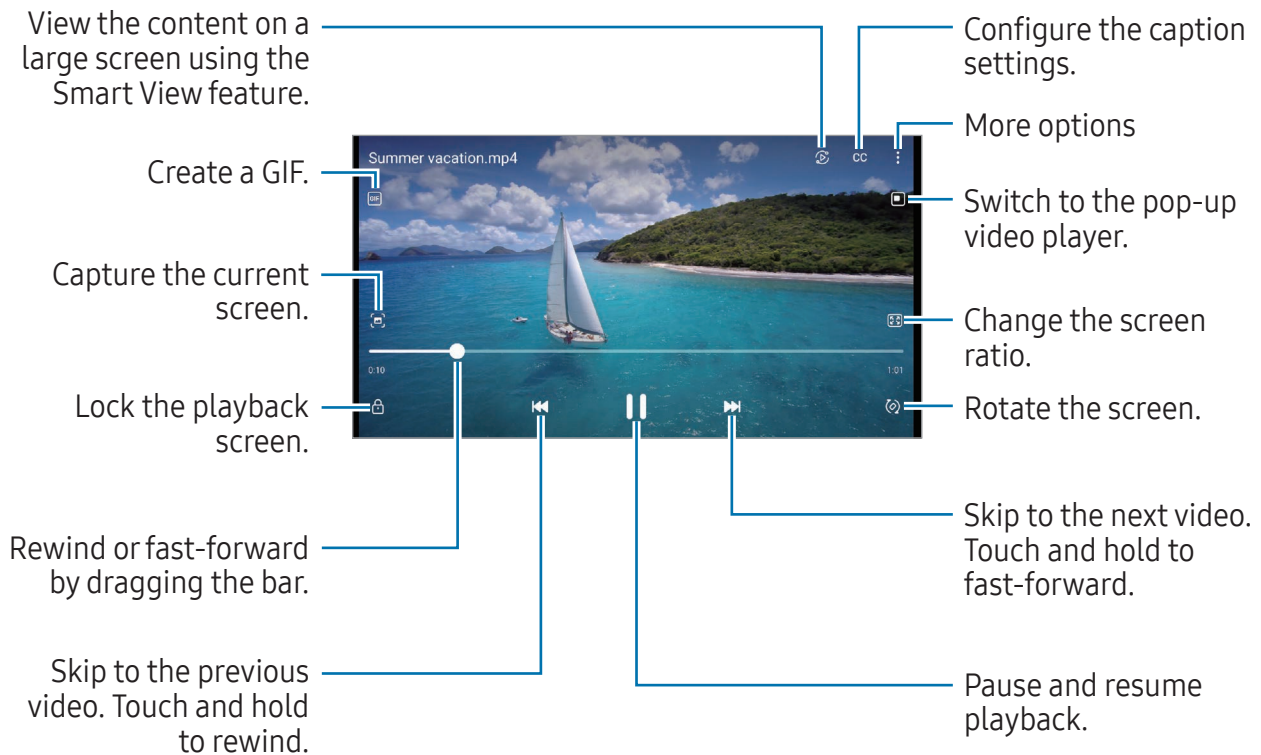 View the content on a
large screen using the
Smart View feature.
Configure the caption
settings.
More options
Create a GIF.
Summer vacation.mp4
CC
GIF
Switch to the pop-up
video player.
Capture the current
screen.
Change the screen
ratio.
0:10
1:01
Lock the playback
screen.
Rotate the screen.
Rewind or fast-forward
by dragging the bar.
Skip to the next video.
Touch and hold to
fast-forward.
Skip to the previous
video. Touch and hold
to rewind.
Pause and resume
playback.